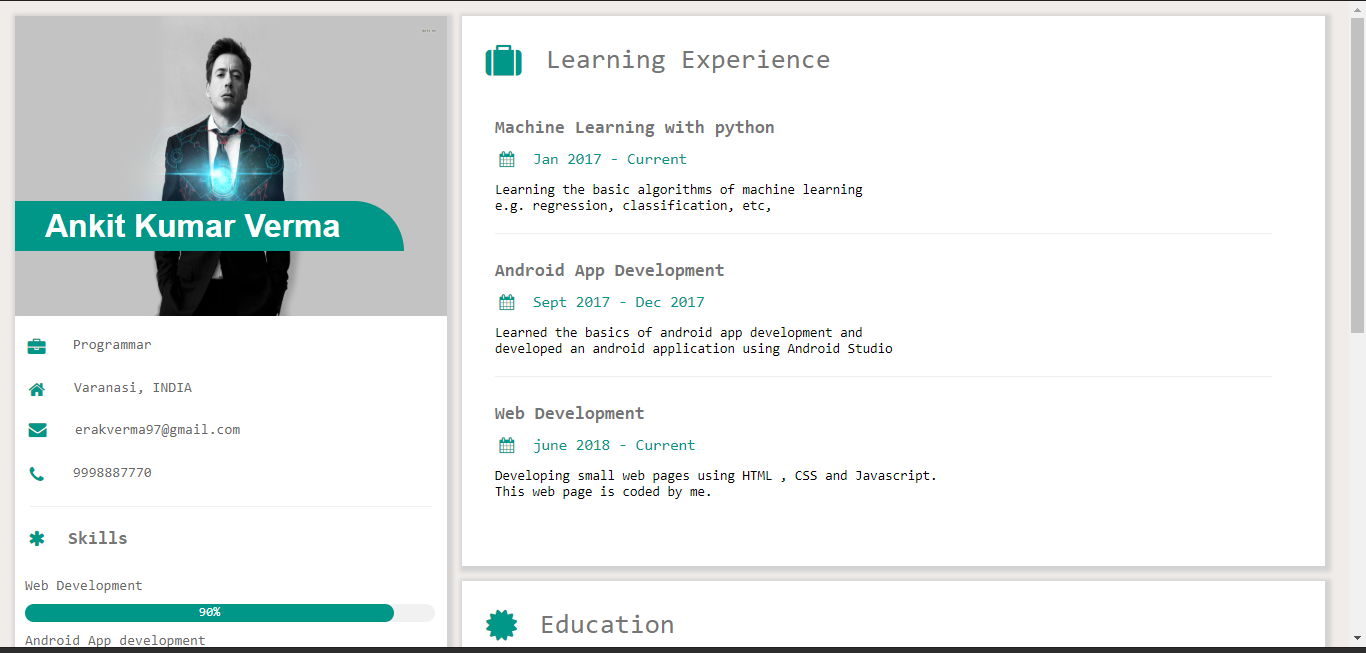 Ankit Kumar Verma
Programmar
Varanasi, INDIA
erakverma97@gmail.com
9998887770
Skills
Web Development
90%
Android App development
Learning Experience
Machine Learning with python
Jan 2017 - Current
Learning the basic algorithms of machine learning
e.g. regression, classification, etc,
Android App Development
Sept 2017 - Dec 2017
Learned the basics of android app development and
developed an android application using Android Studio
Web Development
june 2018 - Current
Developing small web pages using HTML , CSS and Javascript.
This web page is coded by me.
Education